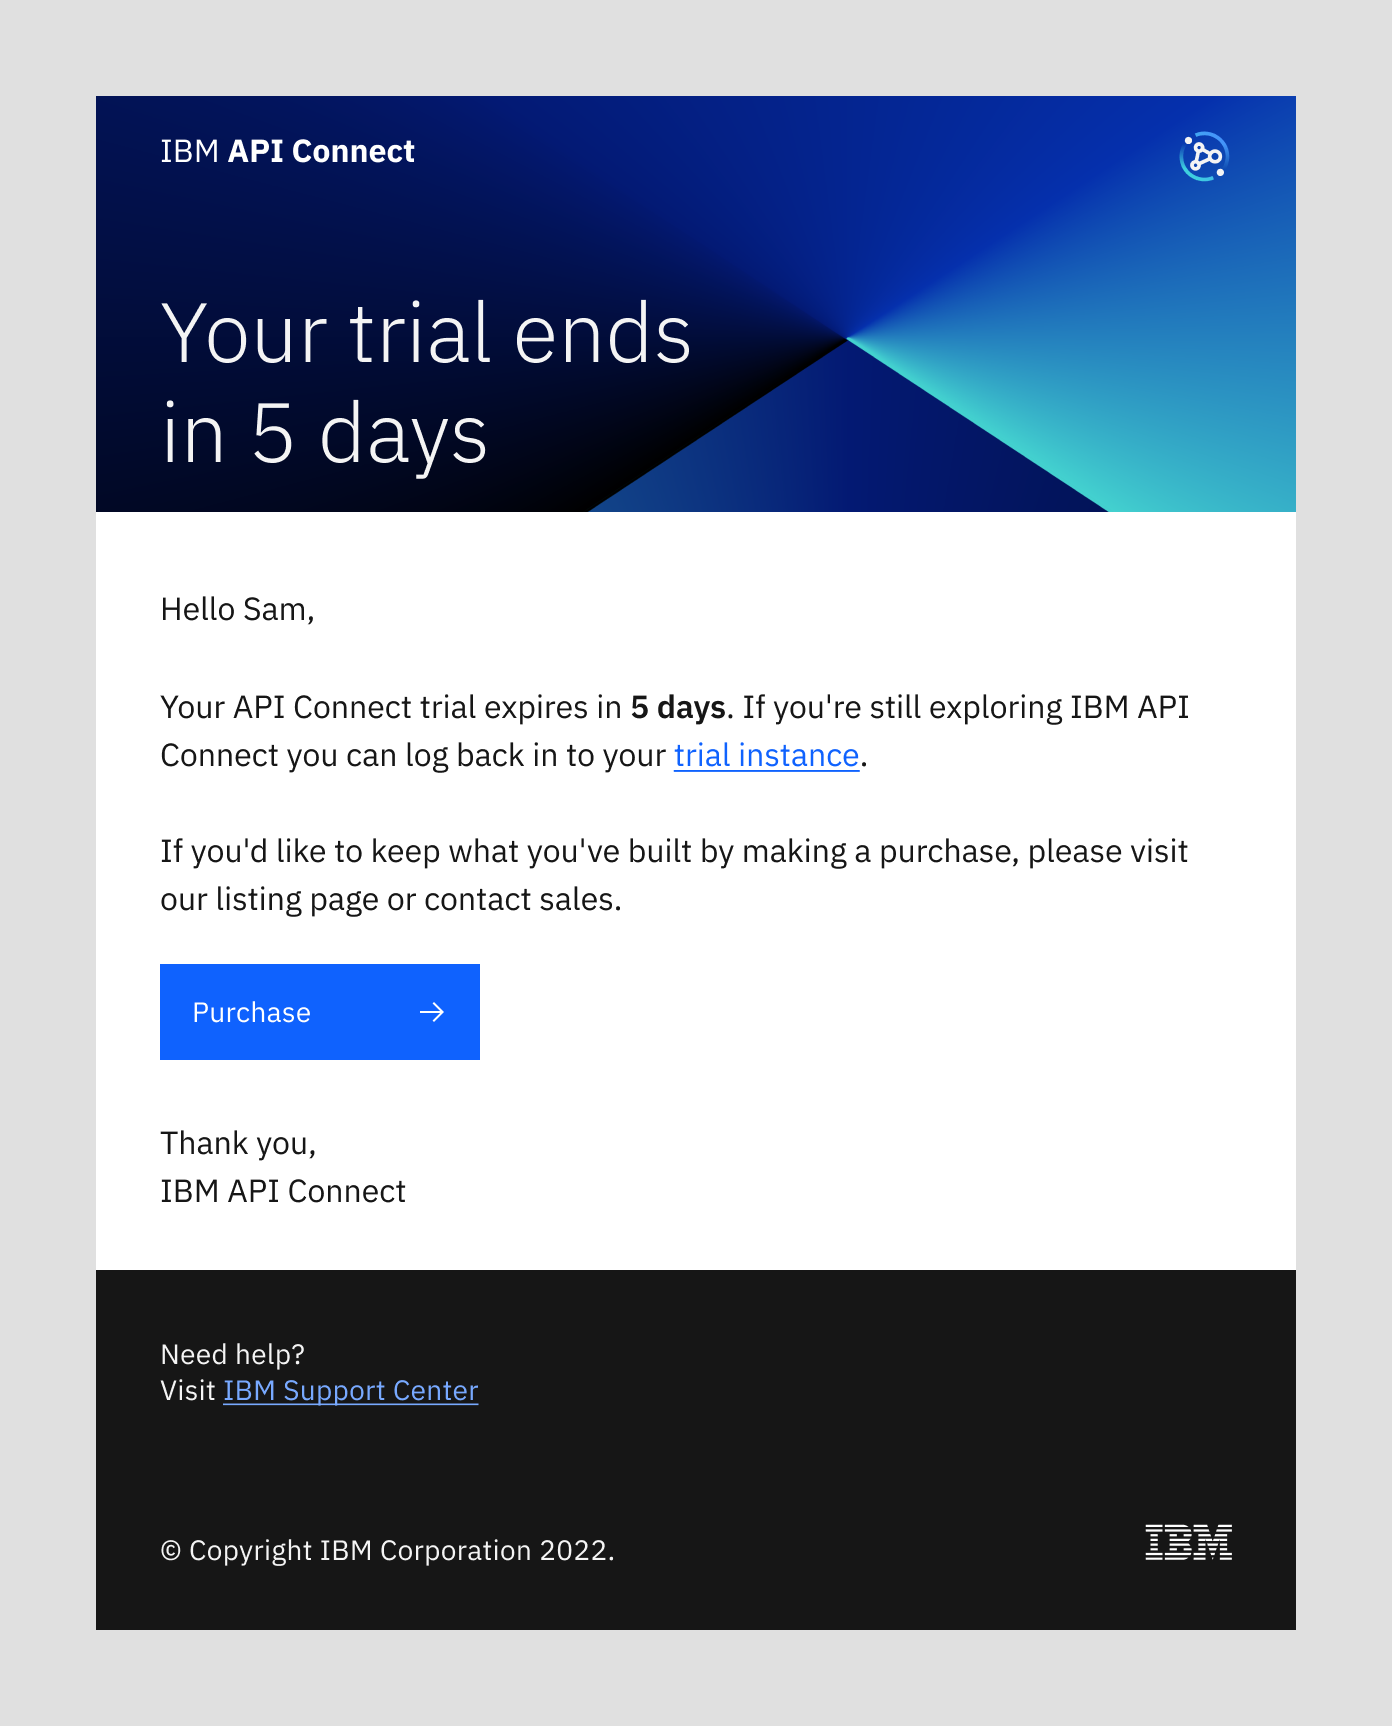 IBM API Connect
Your trial ends
in 5 days
Hello Sam,
Your API Connect trial expires in 5 days. If you're still exploring IBM API
Connect you can log back in to your trial instance.
If you'd like to keep what you've built by making a purchase, please visit
our listing page or contact sales.
Purchase
Thank you,
IBM API Connect
Need help?
Visit IBM Support Center
© Copyright IBM Corporation 2022.
IBM